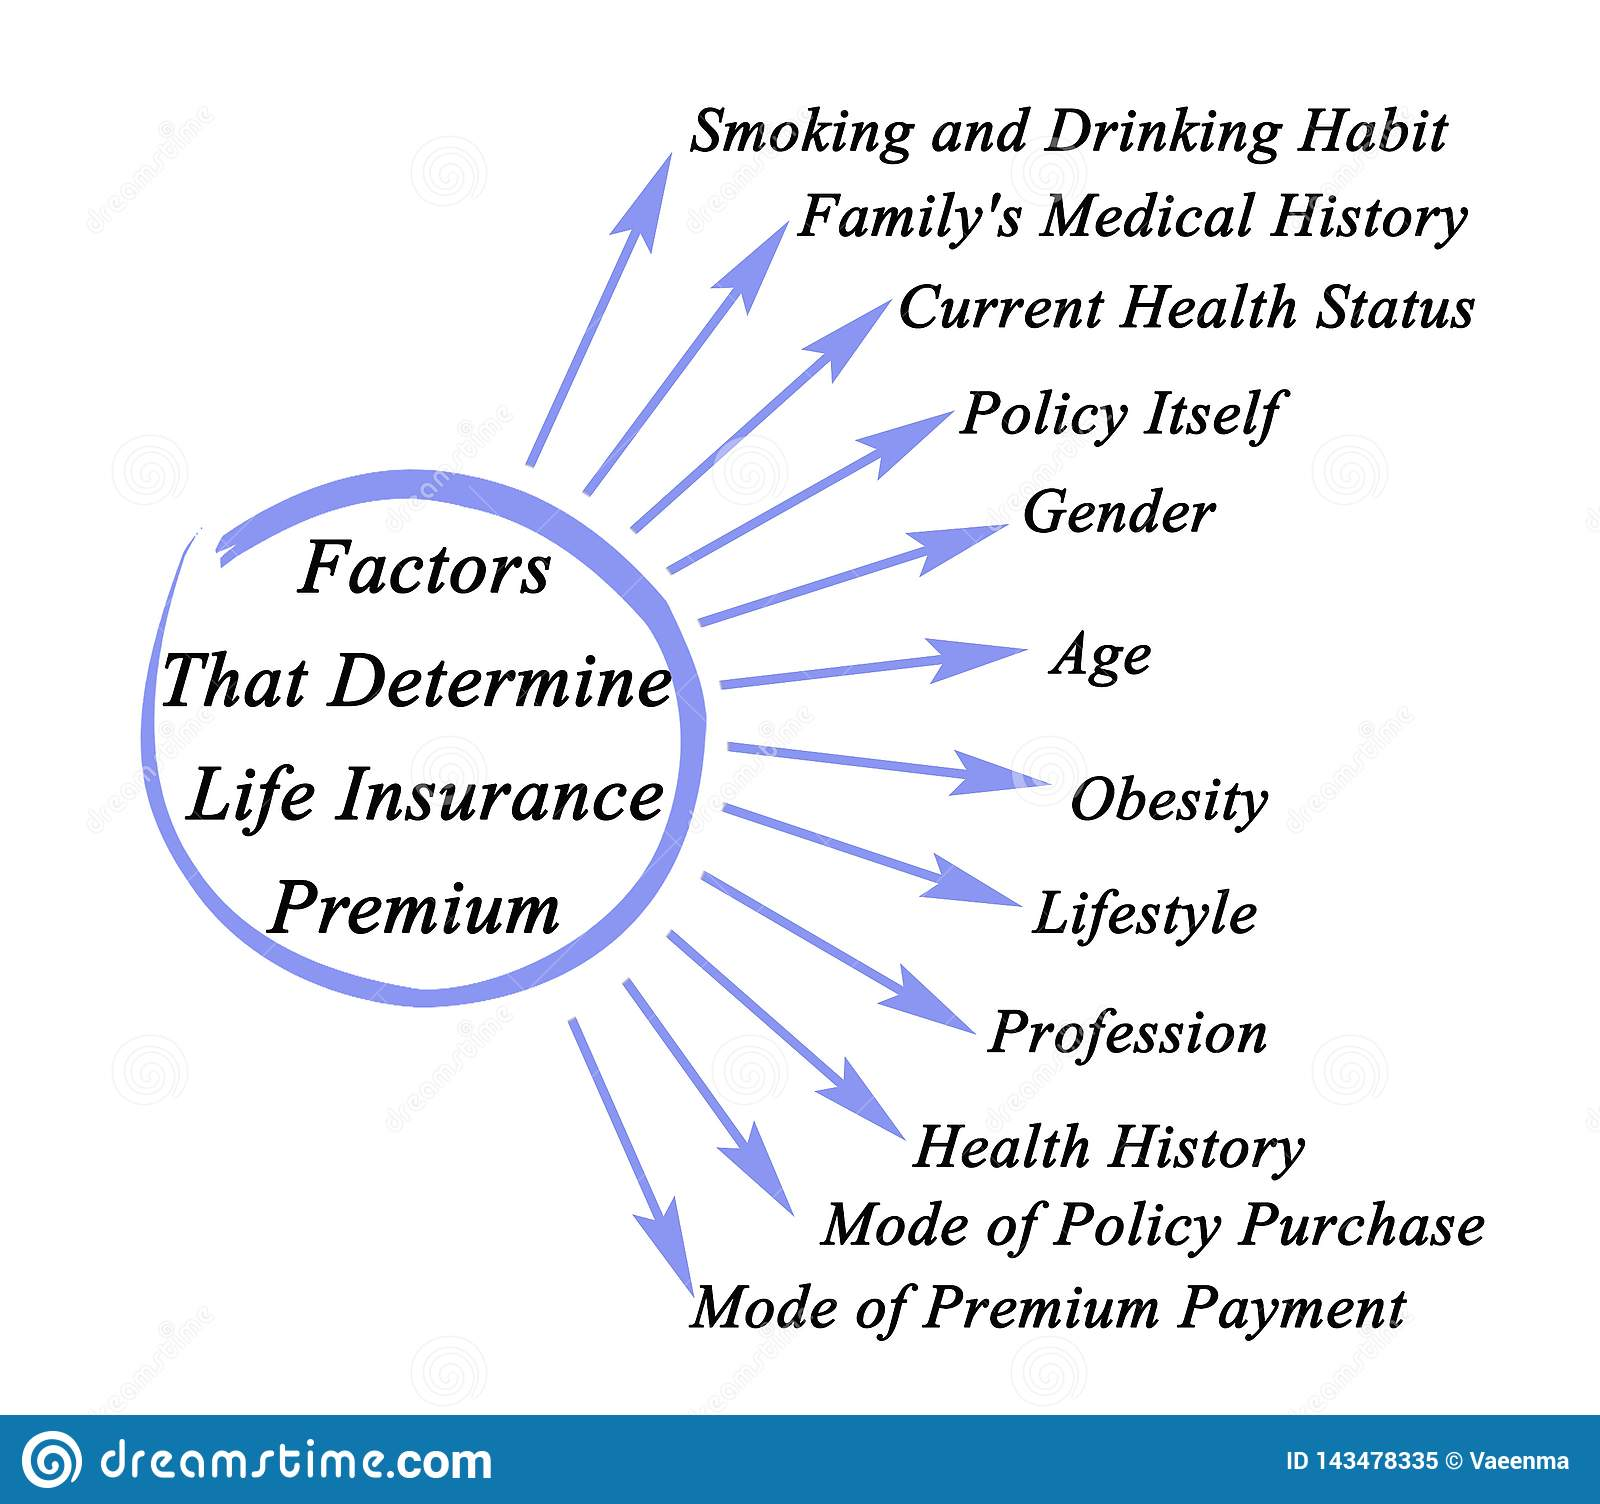 Smoking and Drinking Habit
Family's Medical History
Current Health Status
Policy Itself
Gender
Factors
That Determine
Life Insurance
Premium
Age
Obesity
Lifestyle
Profession
Health History
Mode of Policy Purchase
Mode of Premium Payment
dreamstime.com
ID 143478335 © Vaeenma